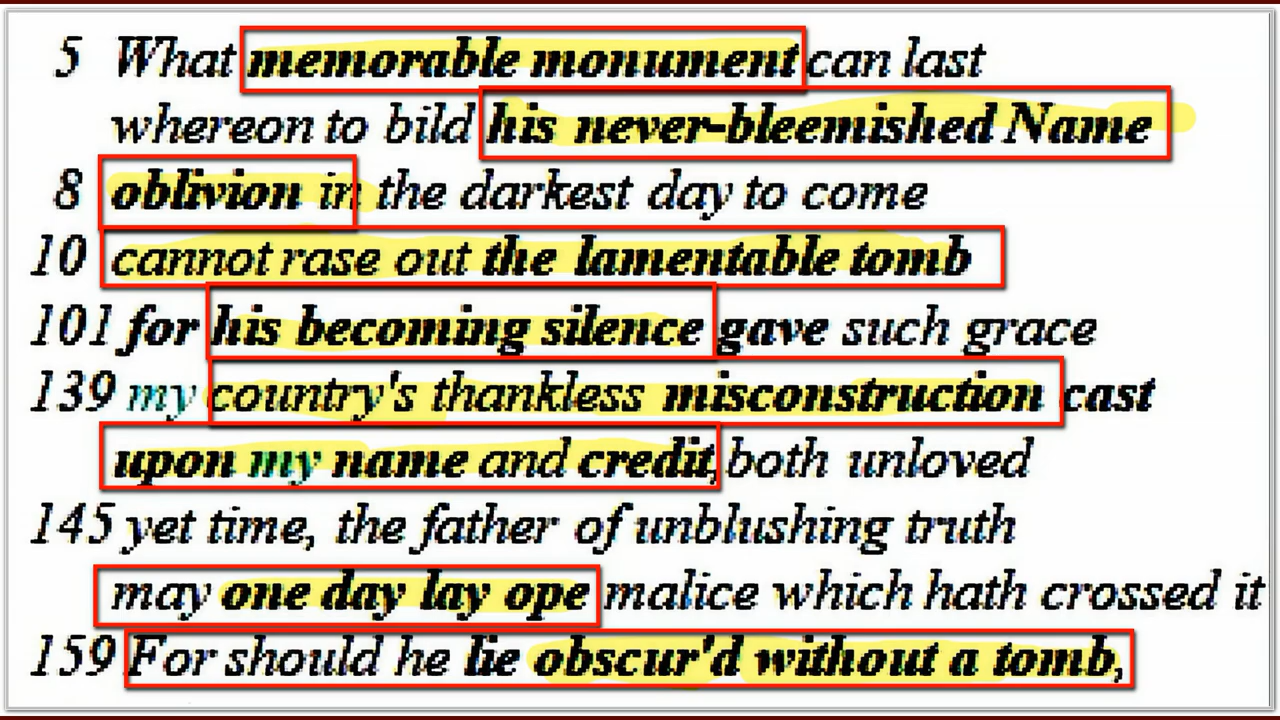 5 What memorable monument can last
whereon to bild his never-bleemished Name
8 oblivion in the darkest day to come
10 cannot rase out the lamentable tomb
101 for his becoming silence gave such grace
139 my country's thankless misconstruction cast
upon my name and credit, both unloved
145 yet time, the father of unblushing truth
may one day lay ope malice which hath crossed it
159 For should he lie obscur'd without a tomb,